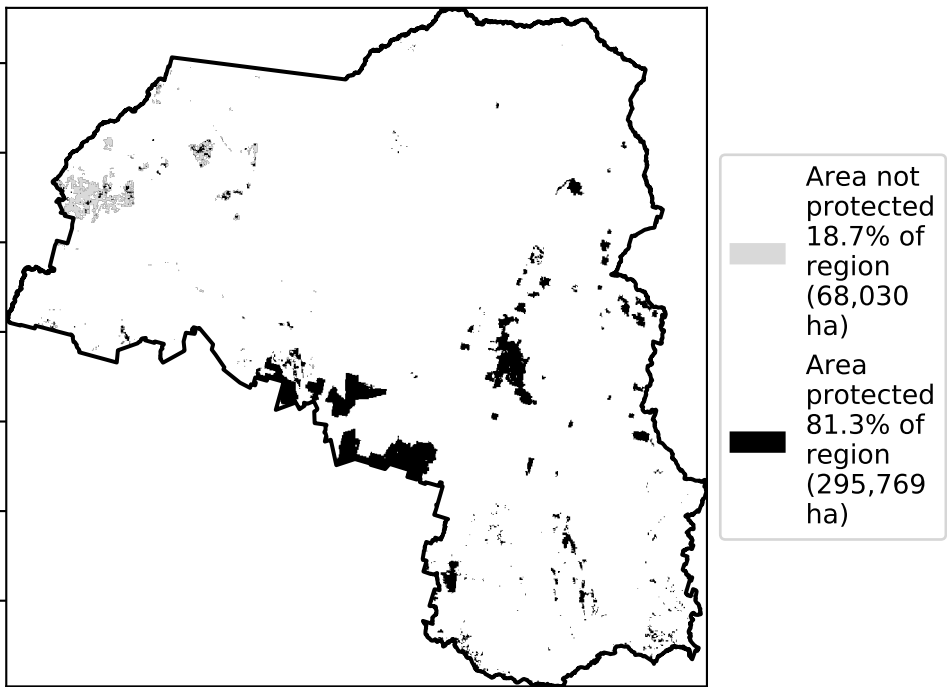 Area not
protected
18.7% of
region
(68,030
ha)
Area
protected
81.3% of
region
(295,769
ha)